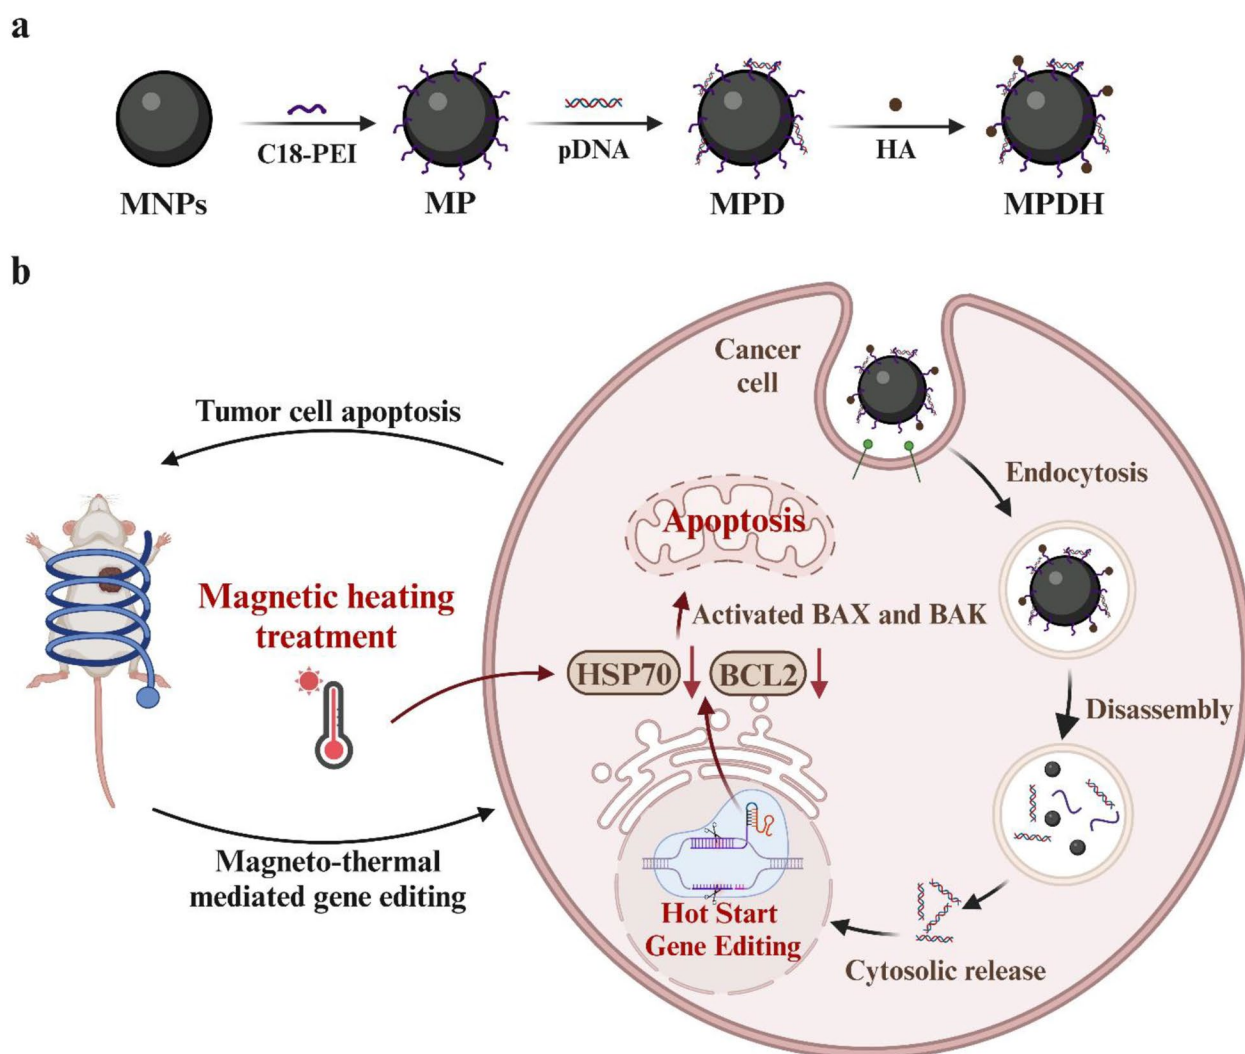 a
C18-PEI
pDNA
HA
MNPs
MP
MPD
MPDH
b
Cancer
cell
Tumor cell apoptosis
Endocytosis
Apoptosis
Magnetic heating
treatment
Activated BAX and BAK
HSP70
BCL2
Disassembly
Magneto-thermal
mediated gene editing
Hot Start
Gene Editing
Cytosolic release